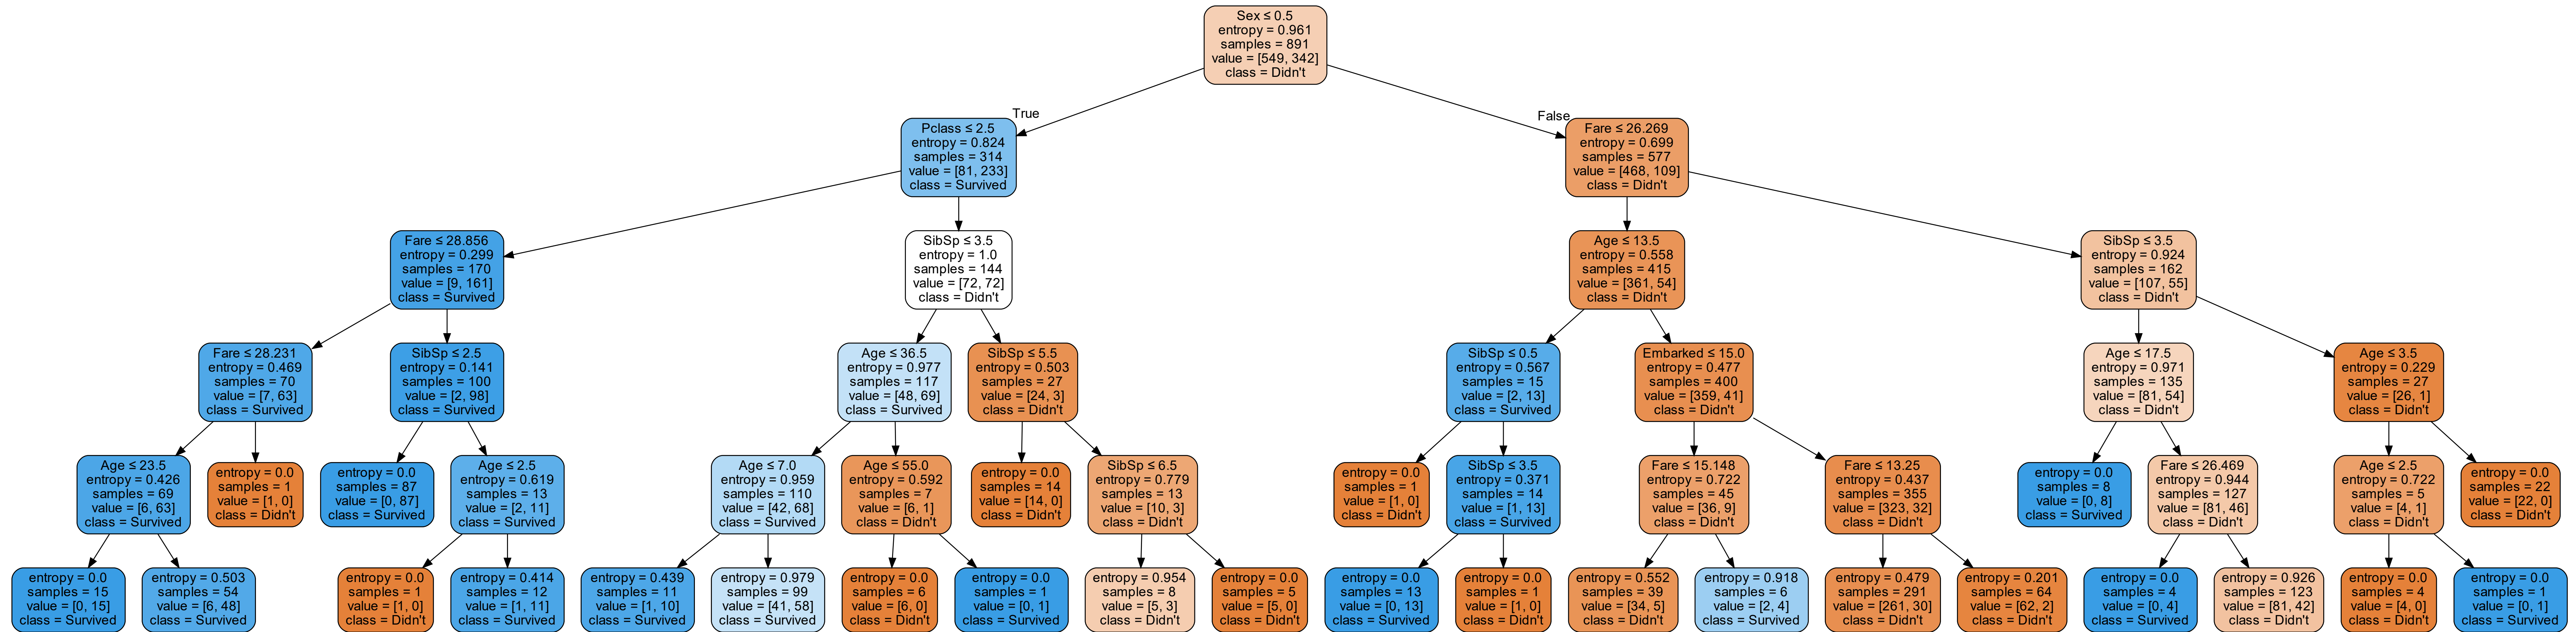 Sex ≤ 0.5
entropy = 0.961
samples = 891
value = [549, 342]
class = Didn't
True
False
Pclass ≤ 2.5
entropy = 0.824
samples = 314
value = [81, 233]
class = Survived
Fare ≤ 26.269
entropy = 0.699
samples = 577
value = [468, 109]
class = Didn't
Fare ≤ 28.856
entropy = 0.299
samples = 170
value = [9, 161]
class = Survived
SibSp ≤ 3.5
entropy = 1.0
samples = 144
value = [72, 72]
class = Didn't
Age ≤ 13.5
entropy = 0.558
samples = 415
value = [361, 54]
class = Didn't
SibSp ≤ 3.5
entropy = 0.924
samples = 162
value = [107, 55]
class = Didn't
Fare ≤ 28.231
entropy = 0.469
samples = 70
value = [7, 63]
class = Survived
SibSp ≤ 2.5
entropy = 0.141
samples = 100
value = [2, 98]
class = Survived
Age ≤ 36.5
entropy = 0.977
samples = 117
value = [48, 69]
class = Survived
SibSp ≤ 5.5
entropy = 0.503
samples = 27
value = [24, 3]
class = Didn't
SibSp ≤ 0.5
entropy = 0.567
samples = 15
value = [2, 13]
class = Survived
Embarked ≤ 15.0
entropy = 0.477
samples = 400
value = [359, 41]
class = Didn't
Age ≤ 17.5
entropy = 0.971
samples = 135
value = [81, 54]
class = Didn't
Age ≤ 3.5
entropy = 0.229
samples = 27
value = [26, 1]
class = Didn't
Age ≤ 23.5
entropy = 0.426
samples = 69
value = [6, 63]
class = Survived
entropy = 0.0
samples = 1
value = [1, 0]
class = Didn't
entropy = 0.0
samples = 87
value = [0, 87]
class = Survived
Age ≤ 2.5
entropy = 0.619
samples = 13
value = [2, 11]
class = Survived
Age ≤ 7.0
entropy = 0.959
samples = 110
value = [42, 68]
class = Survived
Age ≤ 55.0
entropy = 0.592
samples = 7
value = [6, 1]
class = Didn't
entropy = 0.0
samples = 14
value = [14, 0]
class = Didn't
SibSp ≤ 6.5
entropy = 0.779
samples = 13
value = [10, 3]
class = Didn't
entropy = 0.0
samples = 1
value = [1, 0]
class = Didn't
SibSp ≤ 3.5
entropy = 0.371
samples = 14
value = [1, 13]
class = Survived
Fare ≤ 15.148
entropy = 0.722
samples = 45
value = [36, 9]
class = Didn't
Fare ≤ 13.25
entropy = 0.437
samples = 355
value = [323, 32]
class = Didn't
entropy = 0.0
samples = 8
value = [0, 8]
class = Survived
Fare ≤ 26.469
entropy = 0.944
samples = 127
value = [81, 46]
class = Didn't
Age ≤ 2.5
entropy = 0.722
samples = 5
value = [4, 1]
class = Didn't
entropy = 0.0
samples = 22
value = [22, 0]
class = Didn't
entropy = 0.0
samples = 15
value = [0, 15]
class = Survived
entropy = 0.503
samples = 54
value = [6, 48]
class = Survived
entropy = 0.0
samples = 1
value = [1, 0]
class = Didn't
entropy = 0.414
samples = 12
value = [1, 11]
class = Survived
entropy = 0.439
samples = 11
value = [1, 10]
class = Survived
entropy = 0.979
samples = 99
value = [41, 58]
class = Survived
entropy = 0.0
samples = 6
value = [6, 0]
class = Didn't
entropy = 0.0
samples = 1
value = [0, 1]
class = Survived
entropy = 0.954
samples = 8
value = [5, 3]
class = Didn't
entropy = 0.0
samples = 5
value = [5, 0]
class = Didn't
entropy = 0.0
samples = 13
value = [0, 13]
class = Survived
entropy = 0.0
samples = 1
value = [1, 0]
class = Didn't
entropy = 0.552
samples = 39
value = [34, 5]
class = Didn't
entropy = 0.918
samples = 6
value = [2, 4]
class = Survived
entropy = 0.479
samples = 291
value = [261, 30]
class = Didn't
entropy = 0.201
samples = 64
value = [62, 2]
class = Didn't
entropy = 0.0
samples = 4
value = [0, 4]
class = Survived
entropy = 0.926
samples = 123
value = [81, 42]
class = Didn't
entropy = 0.0
samples = 4
value = [4, 0]
class = Didn't
entropy = 0.0
samples = 1
value = [0, 1]
class = Survived